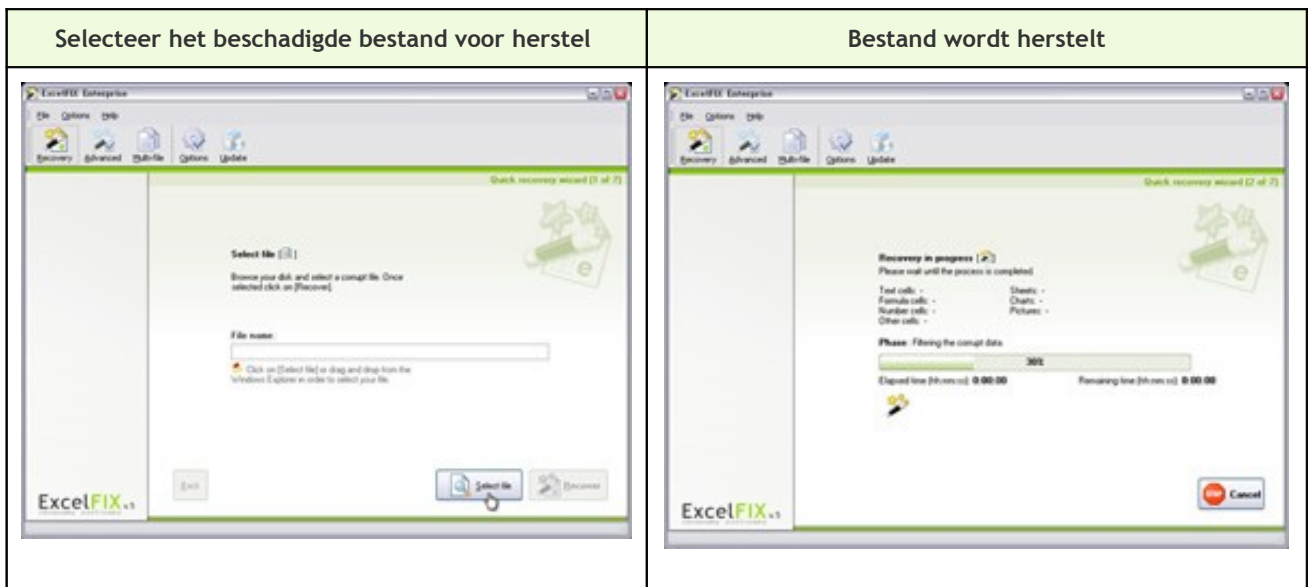 Selecteer het beschadigde bestand voor herstel
Bestand wordt herstelt
ExcelFIX Enterprise
File Options Help
Recovery Advanced Multi-file Options Update
Quick recovery wizard (1 of 7)
Select file
Browse your disk and select a corrupt file. Once
selected click on [Recover].
File name:
Click on [Select file] or drag and drop from the
Windows Explorer in order to select your file.
Exit
Select file
Recover
ExcelFIX v.5
ExcelFIX Enterprise
File Options Help
Recovery Advanced Multi-file Options Update
Quick recovery wizard (2 of 7)
Recovery in progress
Please wait until the process is completed.
Text cells: - Sheets: -
Formula cells: - Charts: -
Number cells: - Pictures: -
Other cells: -
Phase: Filtering the corrupt data
30%
Elapsed time [hh:mm:ss]: 0:00:00 Remaining time [hh:mm:ss]: 0:00:00
STOP Cancel
ExcelFIX v.5